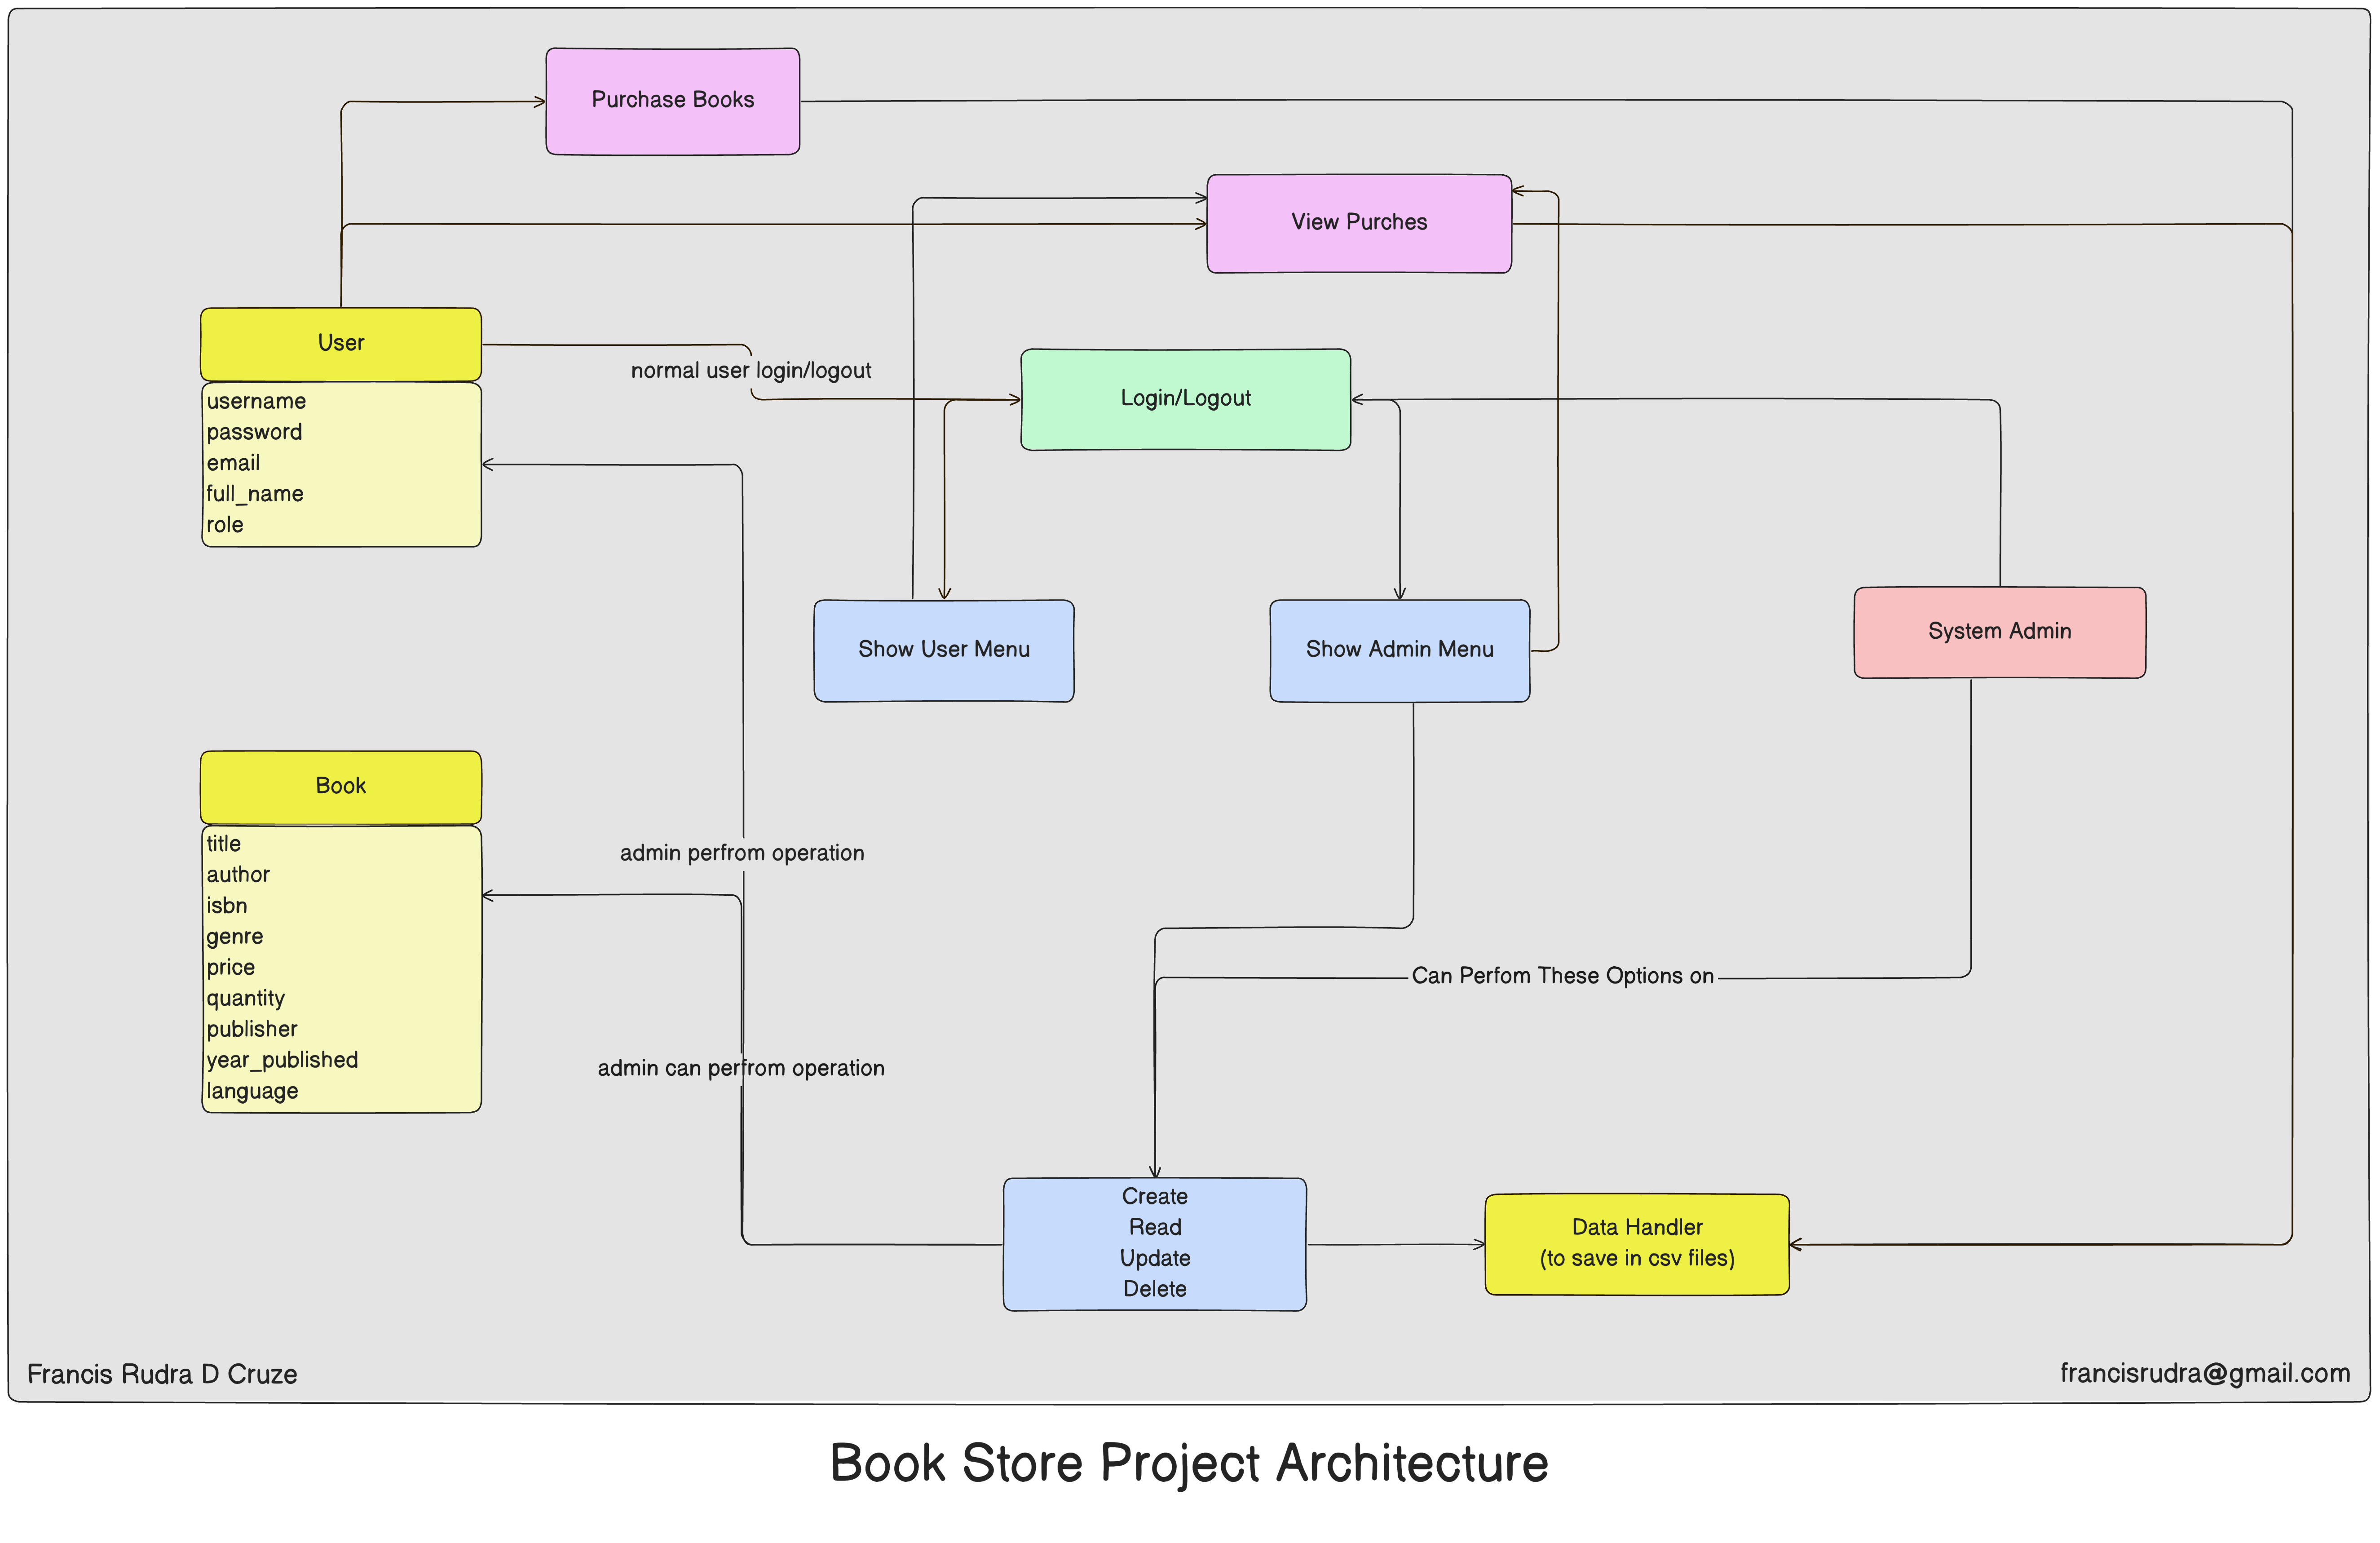 Purchase Books
View Purches
User
username
password
email
full_name
role
normal user login/logout
Login/Logout
Show User Menu
Show Admin Menu
System Admin
Book
title
author
isbn
genre
price
quantity
publisher
year_published
language
admin perfrom operation
Can Perfom These Options on
admin can perfrom operation
Create
Read
Update
Delete
Data Handler
(to save in csv files)
Francis Rudra D Cruze
francisrudra@gmail.com
Book Store Project Architecture